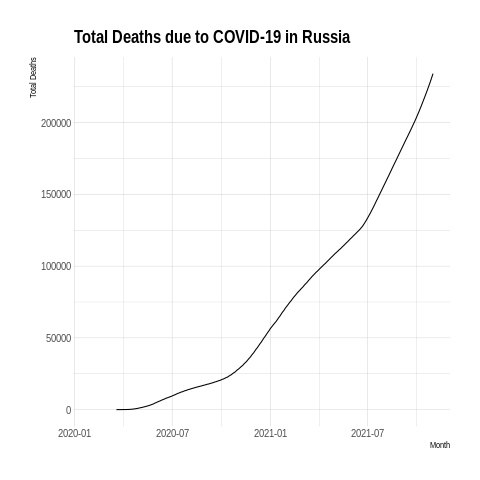 Total Deaths due to COVID-19 in Russia
Total Deaths
200000
150000
100000
50000
0
2020-01 2020-07 2021-01 2021-07
Month